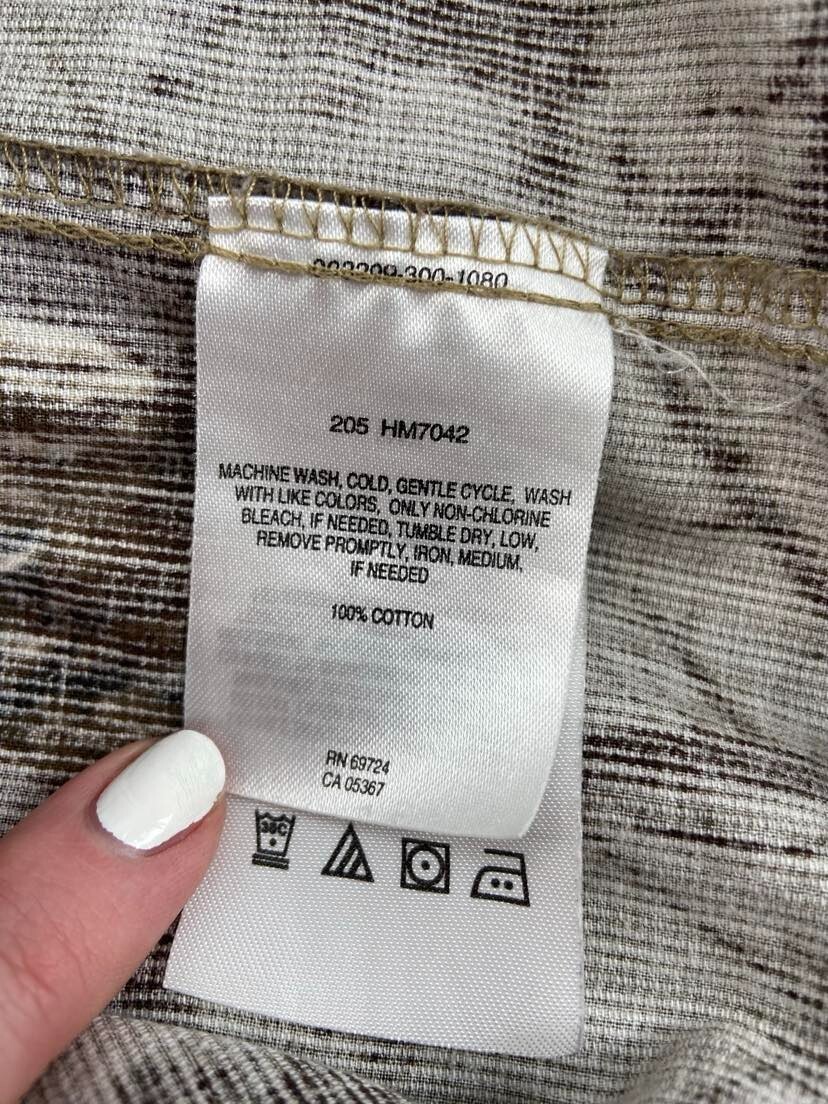 205 HM7042
MACHINE WASH, COLD, GENTLE CYCLE, WASH
WITH LIKE COLORS, ONLY NON-CHLORINE
BLEACH, IF NEEDED, TUMBLE DRY, LOW,
REMOVE PROMPTLY, IRON, MEDIUM,
IF NEEDED
100% COTTON
RN 69724
CA 05367